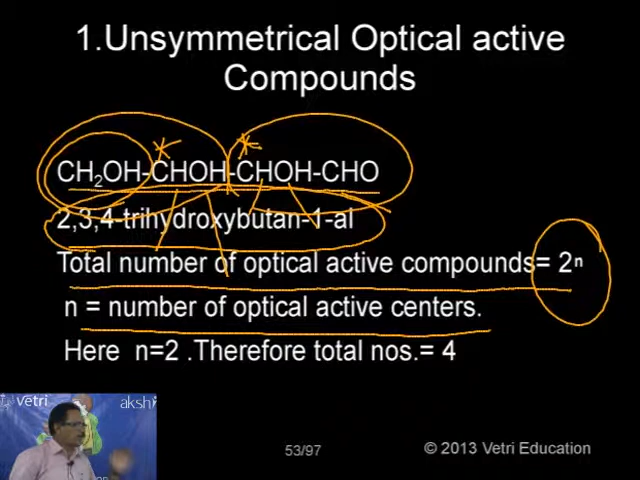 1.Unsymmetrical Optical active
Compounds
CH₂OH-CHOH-CHOH-CHO
2,3,4-trihydroxybutan-1-al
Total number of optical active compounds= 2ⁿ
n = number of optical active centers.
Here n=2 .Therefore total nos.= 4
vetri
aksh
53/97
© 2013 Vetri Education